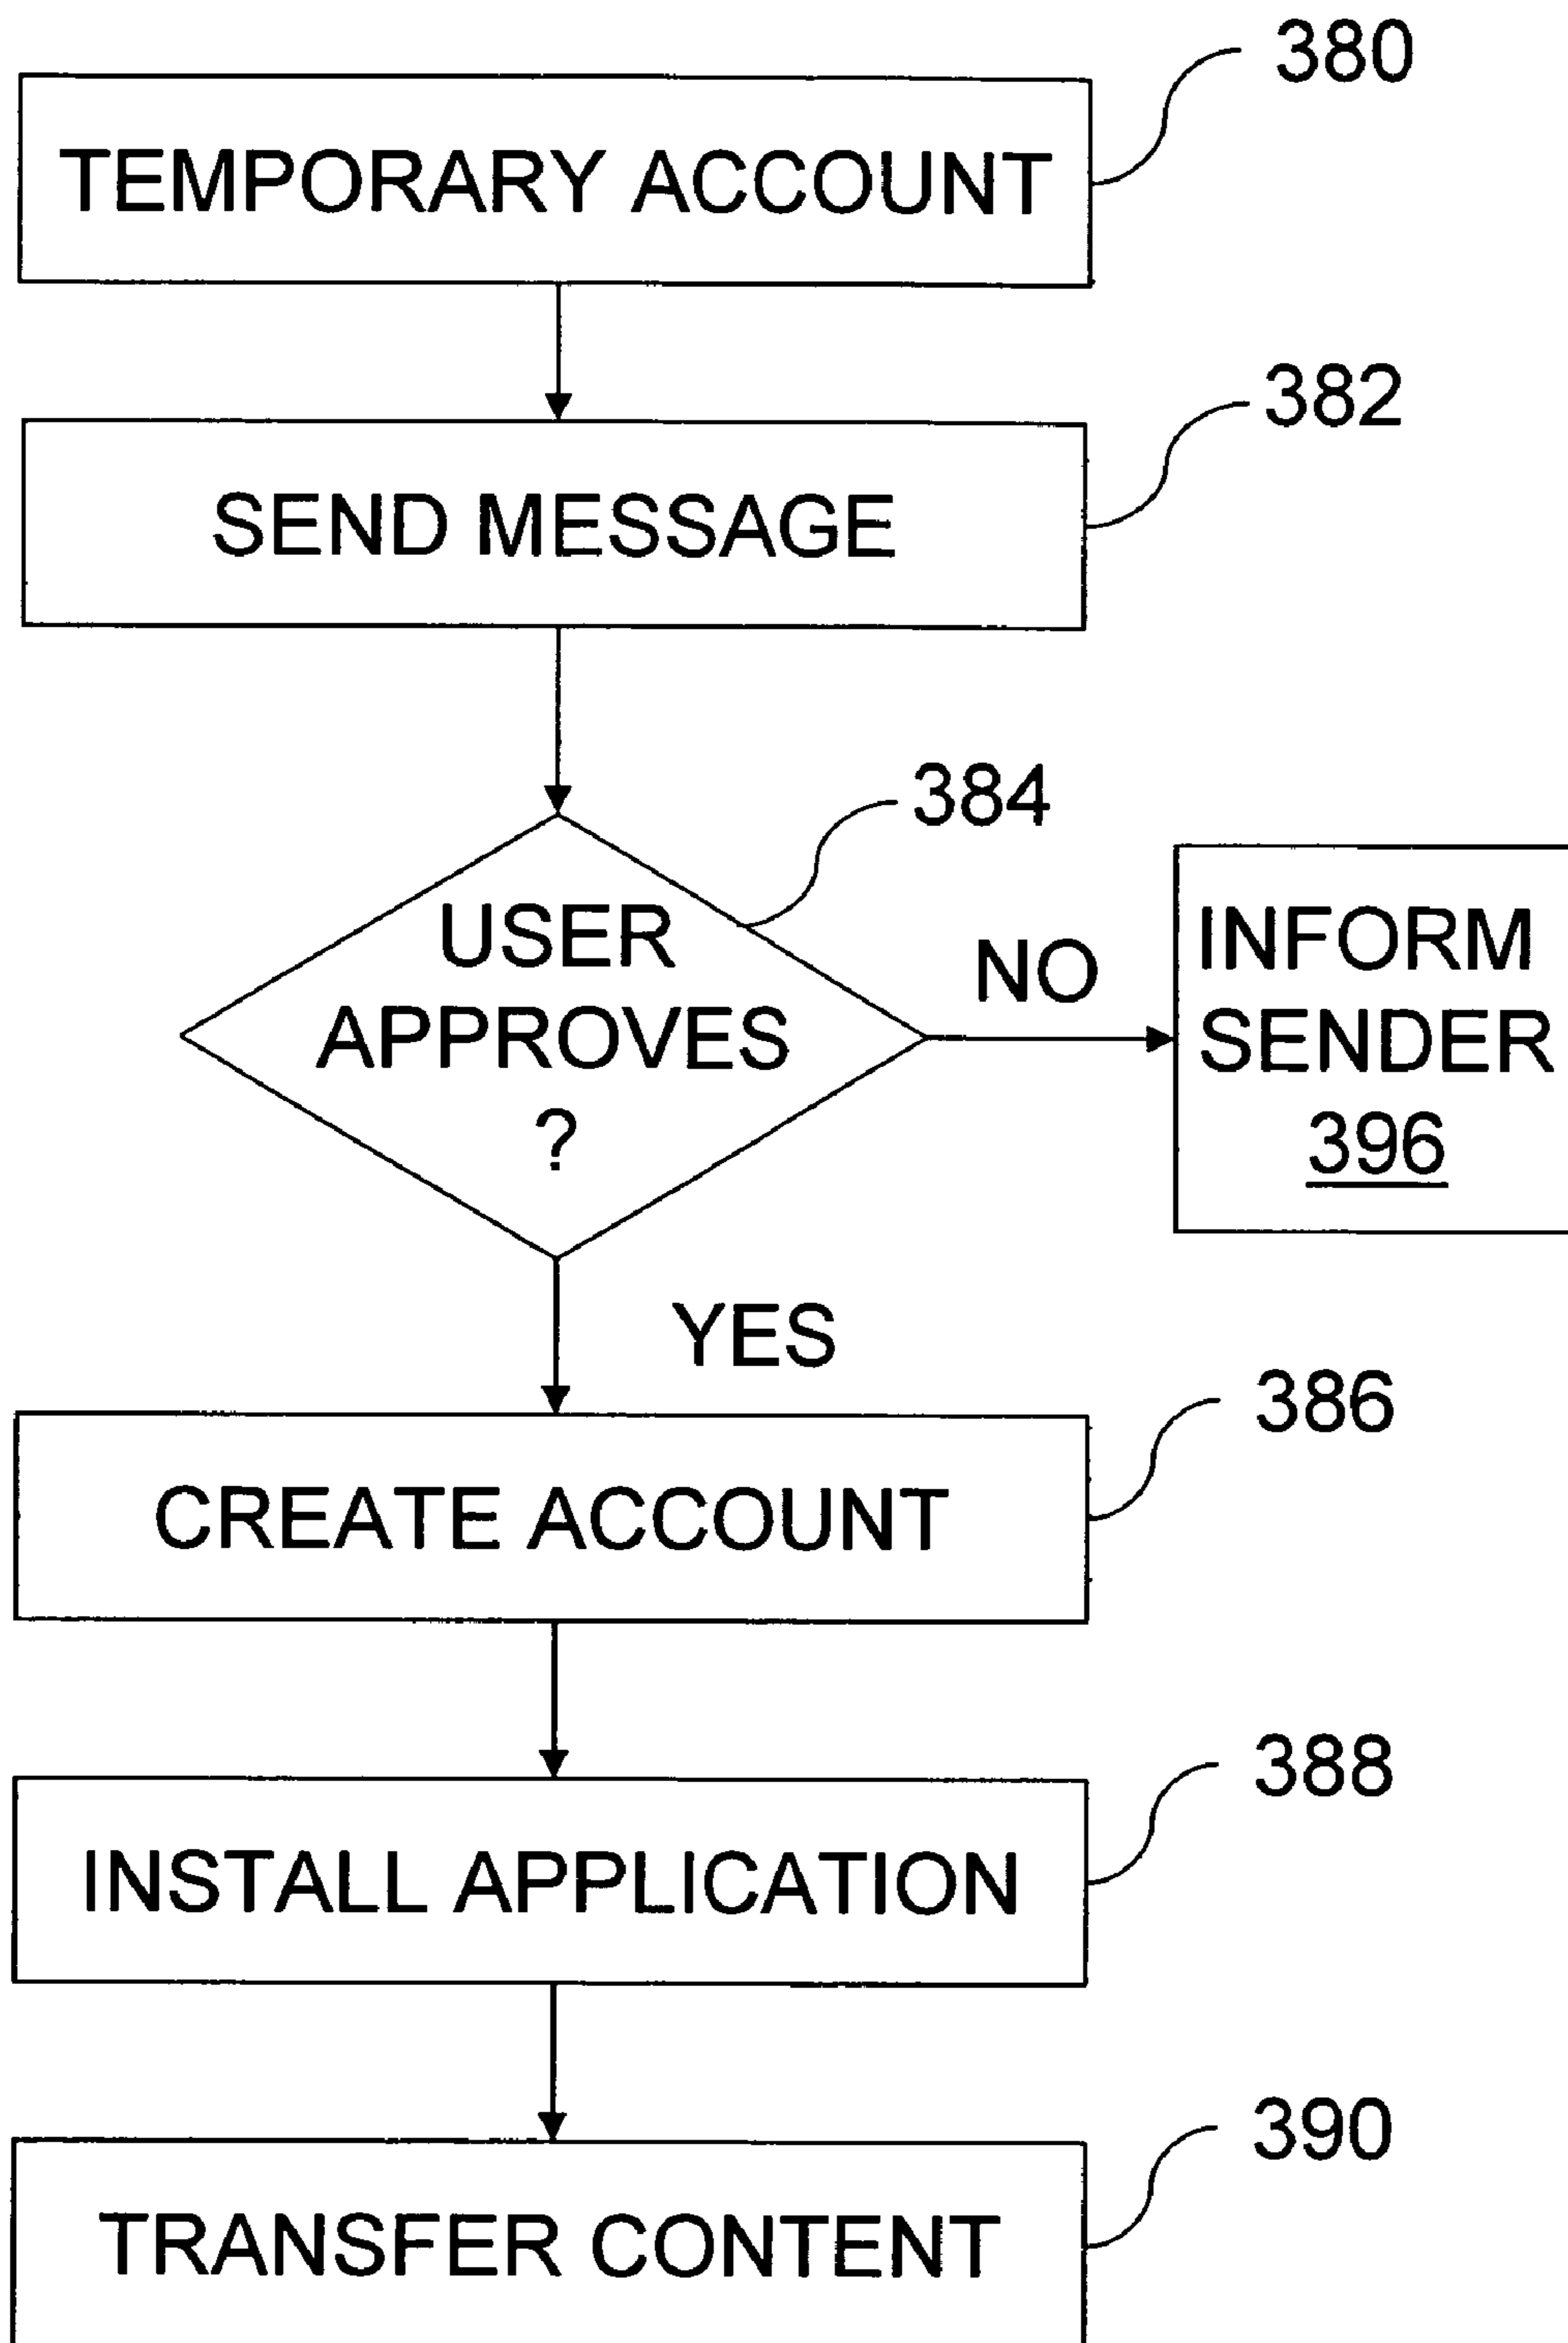 380
TEMPORARY ACCOUNT
382
SEND MESSAGE
384
USER
APPROVES
?
NO
INFORM
SENDER
396
YES
386
CREATE ACCOUNT
388
INSTALL APPLICATION
390
TRANSFER CONTENT